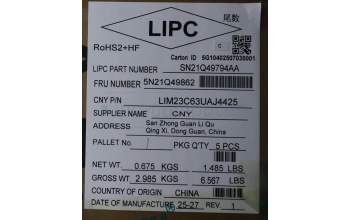 LIPC
尾数
RoHS2+HF
C
Carton ID 5G10402507030001
LIPC PART NUMBER SN21Q49794AA
FRU NUMBER 5N21Q49862
CNY P/N LIM23C63UAJ4425
SUPPLIER NAME CNY
ADDRESS San Zhong Guan Li Qu
Qing Xi, Dong Guan, China
PALLET NO PKG Q'TY 5 PCS
NET WT. 0.675 KGS 1.485 LBS
GROSS WT 2.985 KGS 6.567 LBS
COUNTRY OF ORIGIN CHINA
DATE OF MANUFACTORE 25-27 REV 1